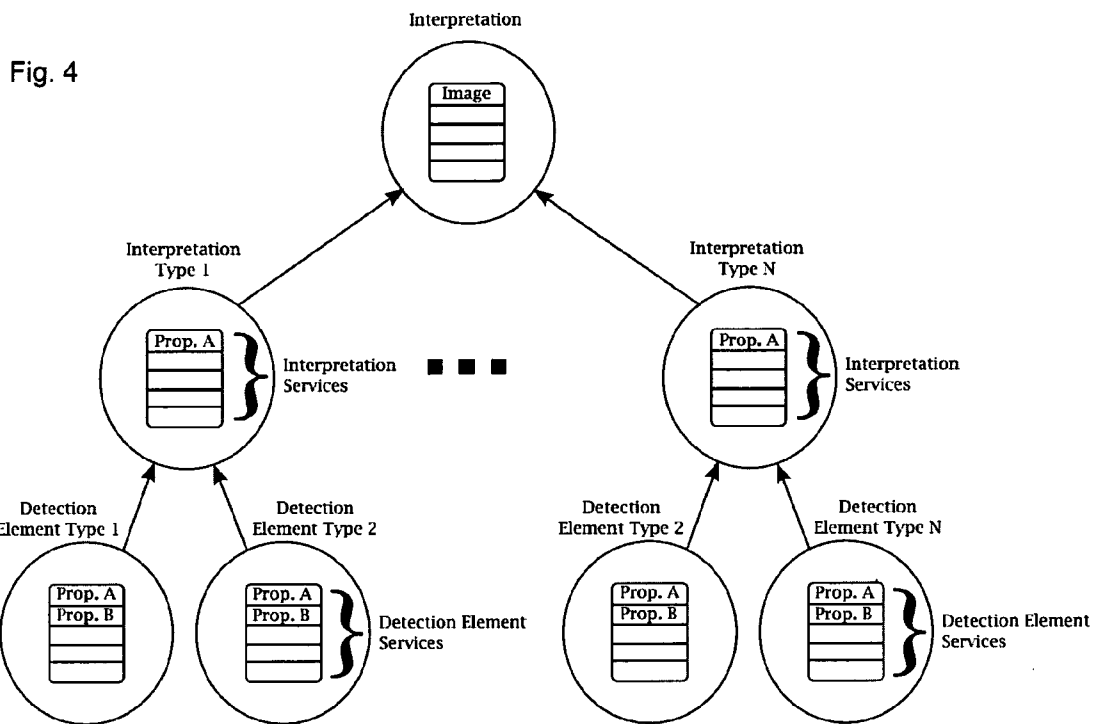 Interpretation
Fig. 4
Image
Interpretation
Type 1
Interpretation
Type N
Prop. A
Interpretation
Services
Prop. A
Interpretation
Services
Detection
Element Type 1
Detection
Element Type 2
Detection
Element Type 2
Detection
Element Type N
Prop. A
Prop. B
Prop. A
Prop. B
Detection Element
Services
Prop. A
Prop. B
Prop. A
Prop. B
Detection Element
Services